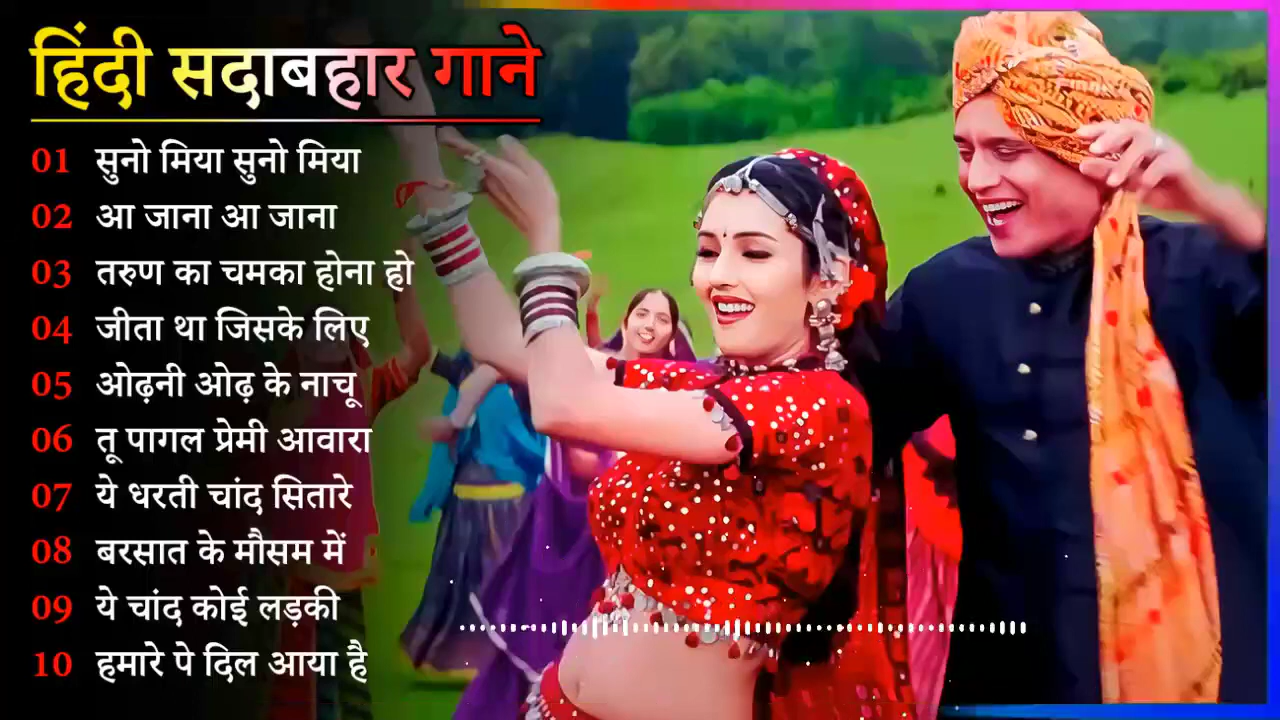 हिंदी सदाबहार गाने
01 सुनो मिया सुनो मिया
02 आ जाना आ जाना
03 तरुण का चमका होना हो
04 जीता था जिसके लिए
05 ओढ़नी ओढ़ के नाचू
06 तू पागल प्रेमी आवारा
07 ये धरती चांद सितारे
08 बरसात के मौसम में
09 ये चांद कोई लड़की
10 हमारे पे दिल आया है